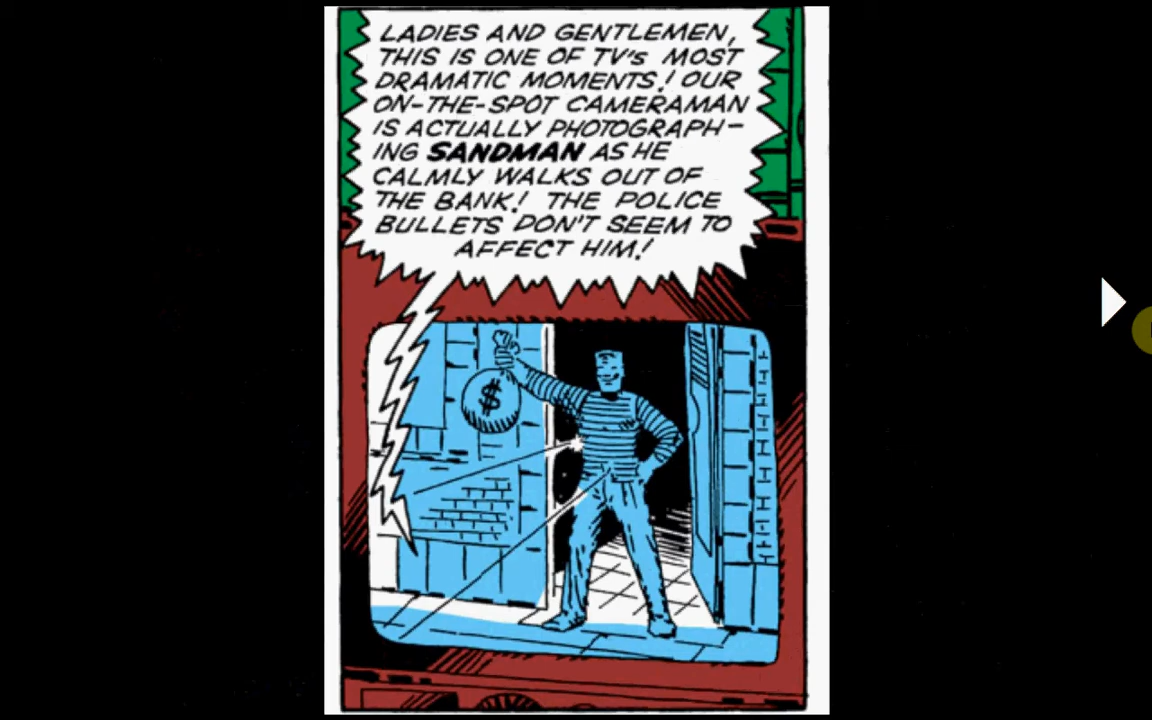 LADIES AND GENTLEMEN,
THIS IS ONE OF TV's MOST
DRAMATIC MOMENTS! OUR
ON-THE-SPOT CAMERAMAN
IS ACTUALLY PHOTOGRAPH-
ING SANDMAN AS HE
CALMLY WALKS OUT OF
THE BANK! THE POLICE
BULLETS DON'T SEEM TO
AFFECT HIM!
$